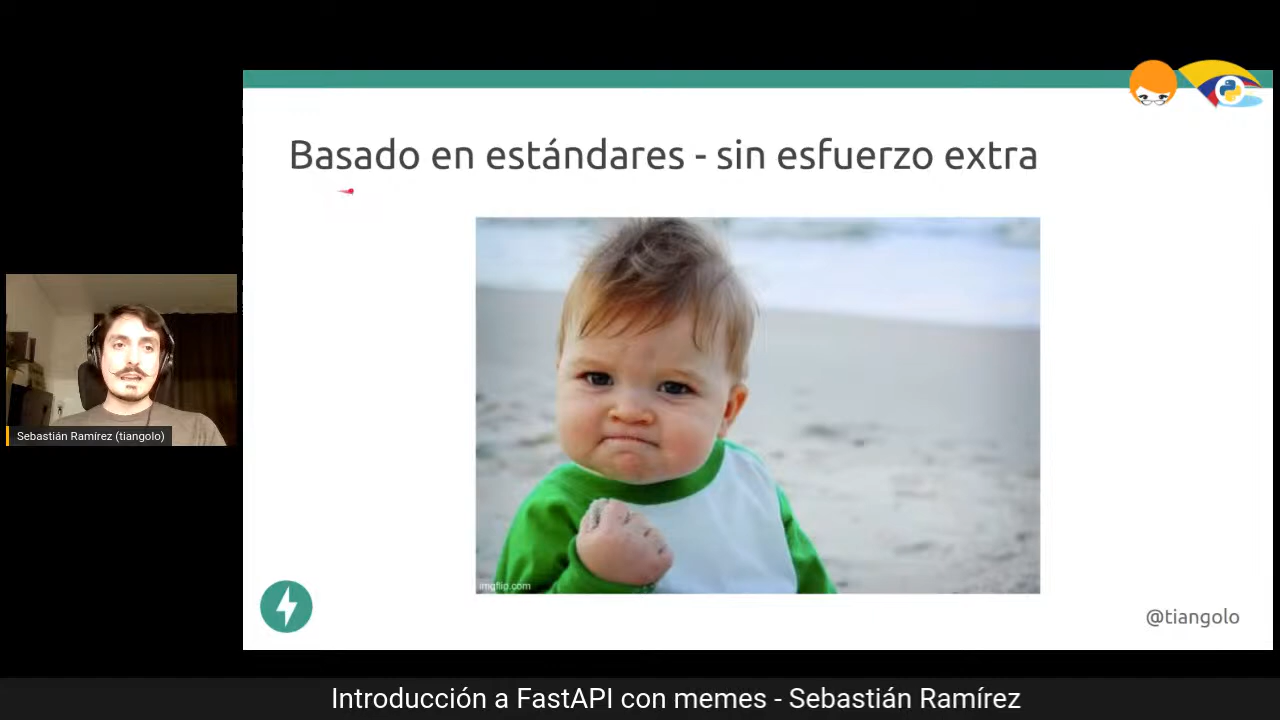 Basado en estándares - sin esfuerzo extra
Sebastián Ramírez (tiangolo)
imgflip.com
@tiangolo
Introducción a FastAPI con memes - Sebastián Ramírez